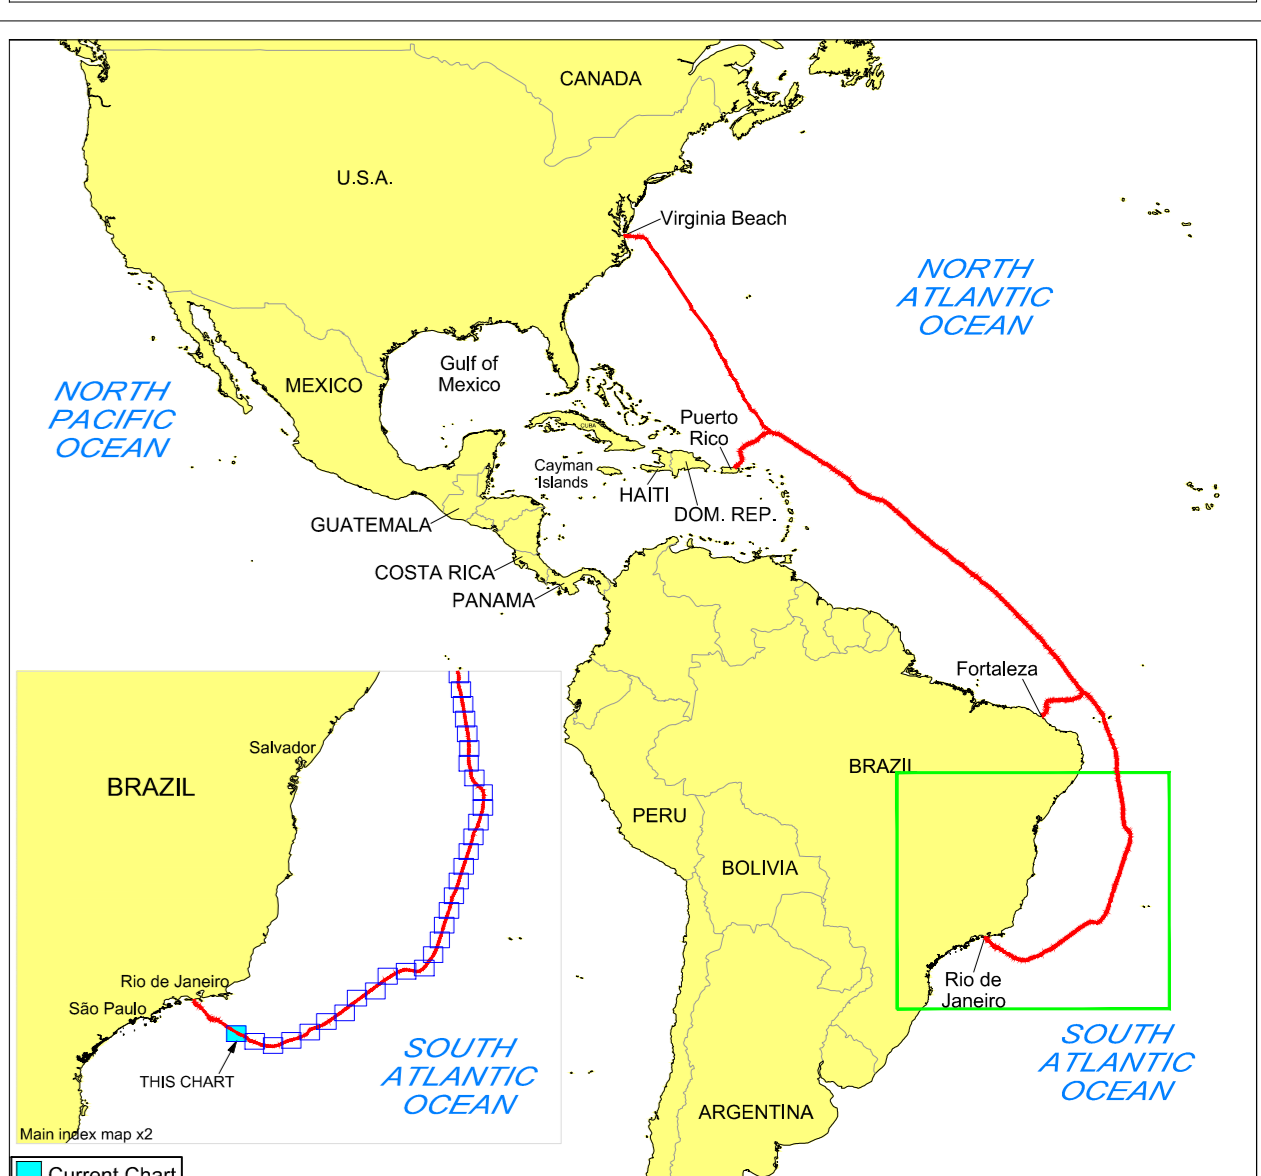 CANADA
U.S.A.
Virginia Beach
NORTH
ATLANTIC
OCEAN
Gulf of
Mexico
MEXICO
NORTH
PACIFIC
OCEAN
Puerto
Rico
CUBA
Cayman
Islands
HAITI
DOM. REP.
GUATEMALA
COSTA RICA
PANAMA
Fortaleza
BRAZIL
PERU
BOLIVIA
Rio de
Janeiro
SOUTH
ATLANTIC
OCEAN
ARGENTINA
Salvador
BRAZIL
Rio de Janeiro
São Paulo
SOUTH
ATLANTIC
OCEAN
THIS CHART
Main index map x2
Current Chart